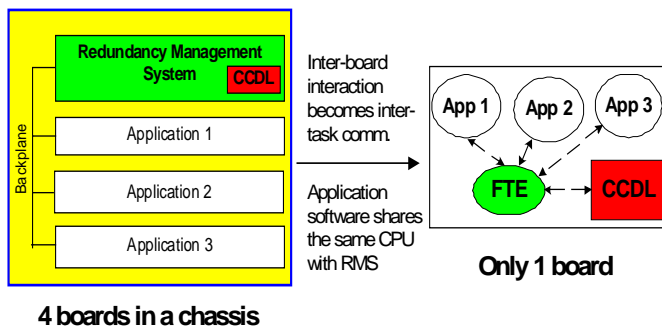 Redundancy Management
System
CCDL
Backplane
Application 1
Application 2
Application 3
4 boards in a chassis
Inter-board
interaction
becomes inter-
task comm.
Application
software shares
the same CPU
with RMS
App 1
App 2
App 3
FTE
CCDL
Only 1 board